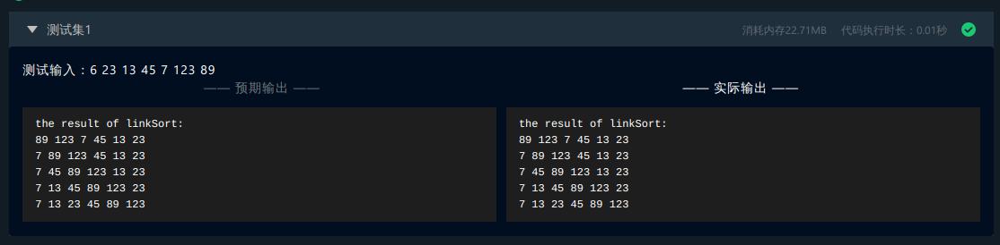 测试集1
消耗内存22.71MB 代码执行时长：0.01秒
测试输入：6 23 13 45 7 123 89
—— 预期输出 ——
the result of linkSort:
89 123 7 45 13 23
7 89 123 45 13 23
7 45 89 123 13 23
7 13 45 89 123 23
7 13 23 45 89 123
—— 实际输出 ——
the result of linkSort:
89 123 7 45 13 23
7 89 123 45 13 23
7 45 89 123 13 23
7 13 45 89 123 23
7 13 23 45 89 123